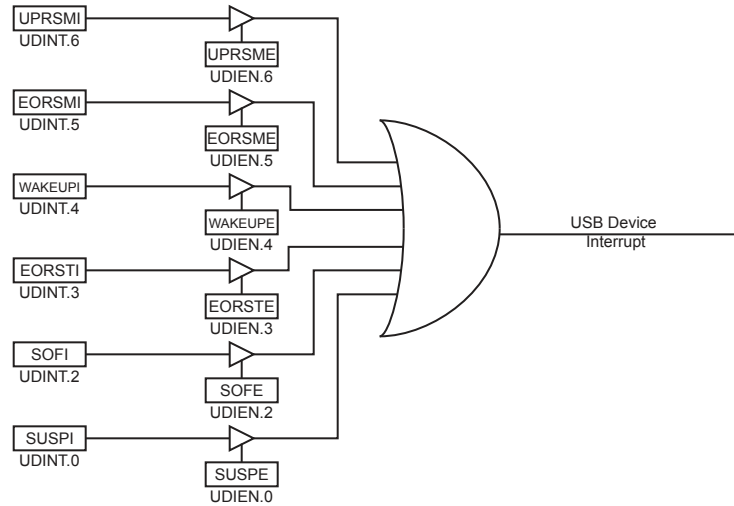 UPRSMI
UDINT.6
UPRSME
UDIEN.6
EORSMI
UDINT.5
EORSME
UDIEN.5
WAKEUPI
UDINT.4
WAKEUPE
UDIEN.4
EORSTI
UDINT.3
EORSTE
UDIEN.3
SOFI
UDINT.2
SOFE
UDIEN.2
SUSPI
UDINT.0
SUSPE
UDIEN.0
USB Device
Interrupt